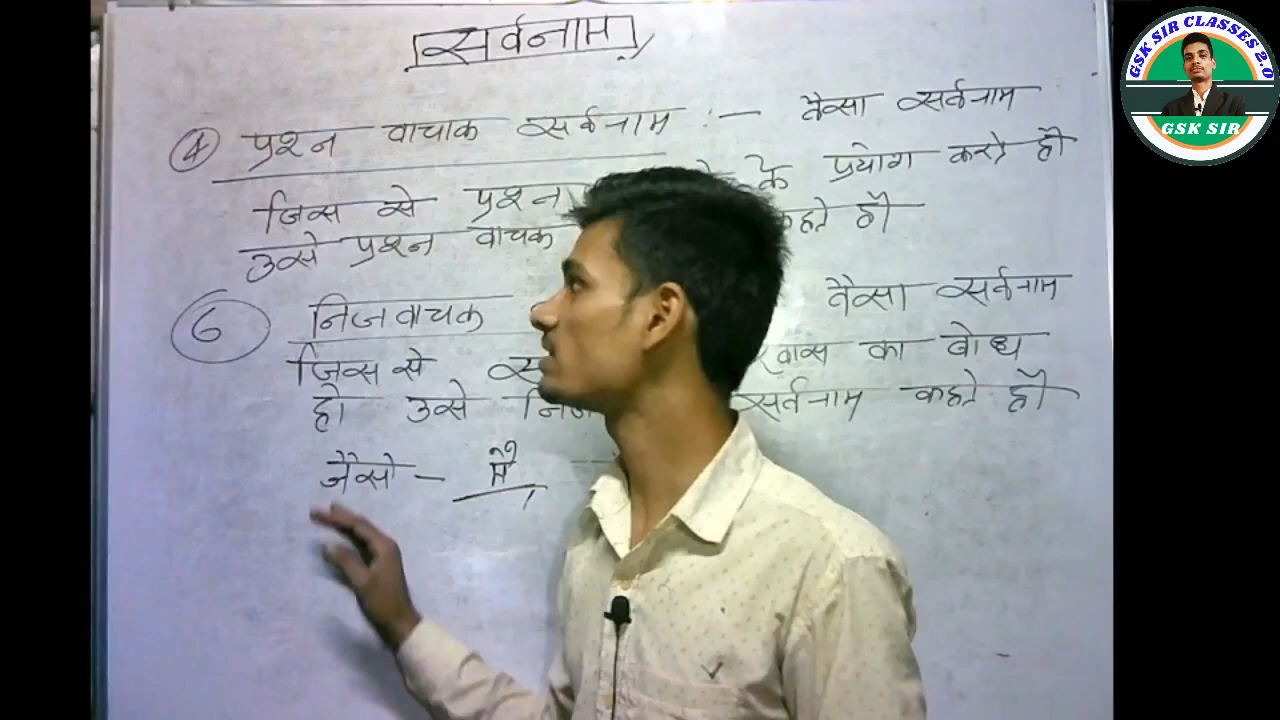 सर्वनाम
GSK SIR CLASSES 2.0
GSK SIR
④ प्रश्न वाचाक सर्वनाम :— वैसा सर्वनाम
जिस से प्रश्न के प्रयोग करते हौ
उसे प्रश्न वाचक कहते हौ
6 निजवाचक वैसा सर्वनाम
जिस से का बोध
हो उसे सर्वनाम कहते हौ
जैसे — मैं